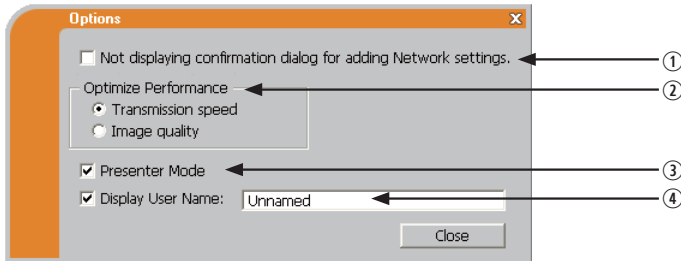 Options
Not displaying confirmation dialog for adding Network settings.
①
Optimize Performance
②
Transmission speed
Image quality
Presenter Mode
③
Display User Name: Unnamed
④
Close